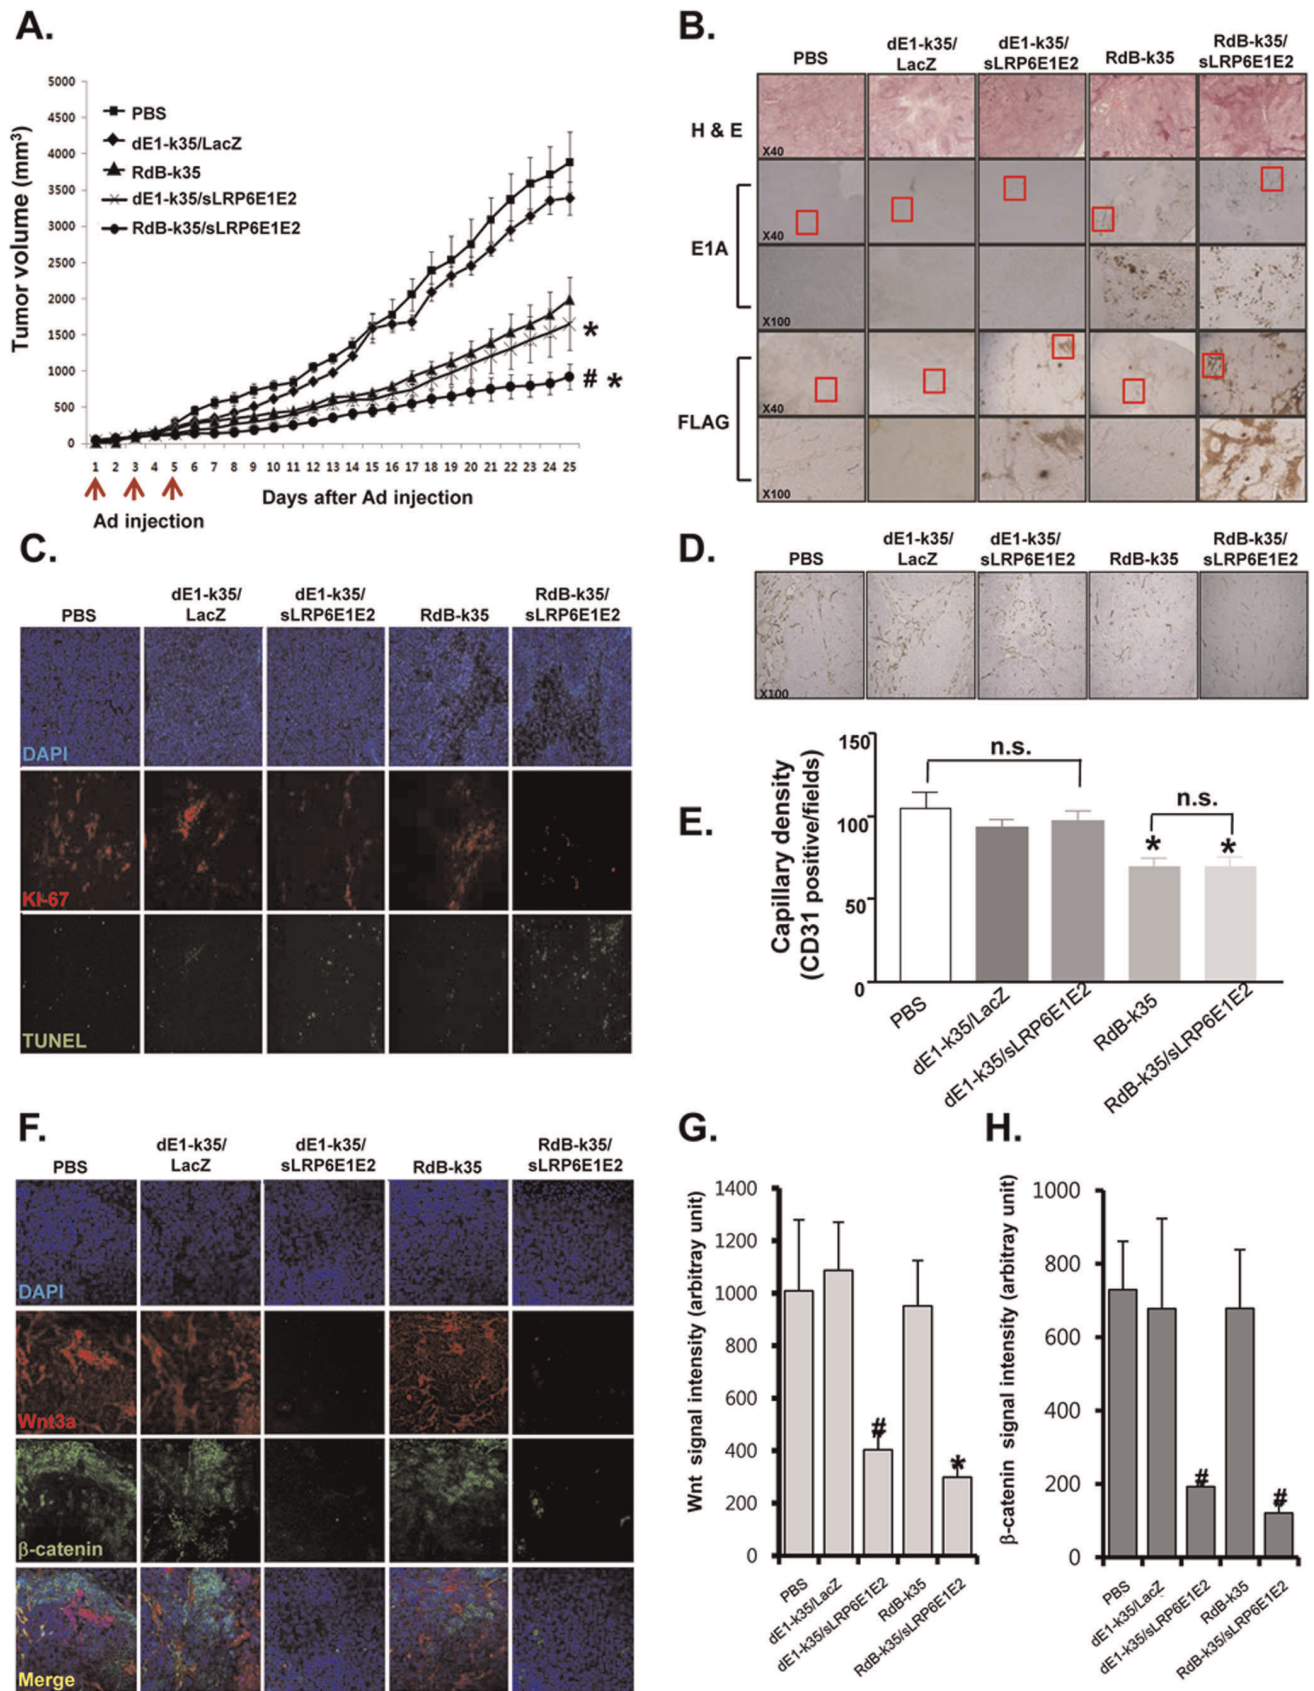 A.
Tumor volume (mm³)
5000
4500
4000
3500
3000
2500
2000
1500
1000
500
0
PBS
dE1-k35/LacZ
RdB-k35
dE1-k35/sLRP6E1E2
RdB-k35/sLRP6E1E2
*
# *
1 2 3 4 5 6 7 8 9 10 11 12 13 14 15 16 17 18 19 20 21 22 23 24 25
Days after Ad injection
Ad injection
B.
PBS
dE1-k35/
LacZ
dE1-k35/
sLRP6E1E2
RdB-k35
RdB-k35/
sLRP6E1E2
H & E
X40
E1A
X40
X100
FLAG
X40
X100
C.
PBS
dE1-k35/
LacZ
dE1-k35/
sLRP6E1E2
RdB-k35
RdB-k35/
sLRP6E1E2
DAPI
KI-67
TUNEL
D.
PBS
dE1-k35/
LacZ
dE1-k35/
sLRP6E1E2
RdB-k35
RdB-k35/
sLRP6E1E2
X100
E.
Capillary density
(CD31 positive/fields)
150
100
50
0
n.s.
n.s.
* *
PBS
dE1-k35/LacZ
dE1-k35/sLRP6E1E2
RdB-k35
RdB-k35/sLRP6E1E2
F.
PBS
dE1-k35/
LacZ
dE1-k35/
sLRP6E1E2
RdB-k35
RdB-k35/
sLRP6E1E2
DAPI
Wnt3a
β-catenin
Merge
G.
Wnt signal intensity (arbitray unit)
1400
1200
1000
800
600
400
200
0
#
*
PBS
dE1-k35/LacZ
dE1-k35/sLRP6E1E2
RdB-k35
RdB-k35/sLRP6E1E2
H.
β-catenin signal intensity (arbitray unit)
1000
800
600
400
200
0
#
#
PBS
dE1-k35/LacZ
dE1-k35/sLRP6E1E2
RdB-k35
RdB-k35/sLRP6E1E2